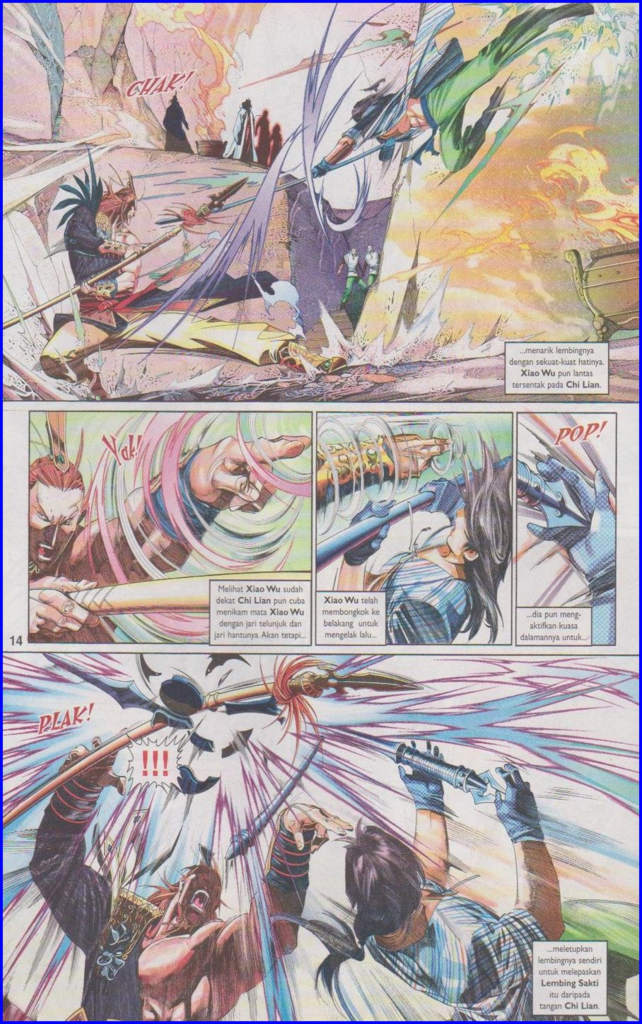 CHAK!
...menarik lembingnya
dengan sekuat-kuat hatinya.
Xiao Wu pun lantas
tersentak pada Chi Lian.
Yak!
Melihat Xiao Wu sudah
dekat Chi Lian pun cuba
menikam mata Xiao Wu
dengan jari telunjuk dan
jari hantunya. Akan tetapi...
Xiao Wu telah
membongkok ke
belakang untuk
mengelak lalu...
POP!
...dia pun meng-
aktifkan kuasa
dalamannya untuk...
14
PLAK!
!!!
...meletupkan
lembingnya sendiri
untuk melepaskan
Lembing Sakti
itu daripada
tangan Chi Lian.